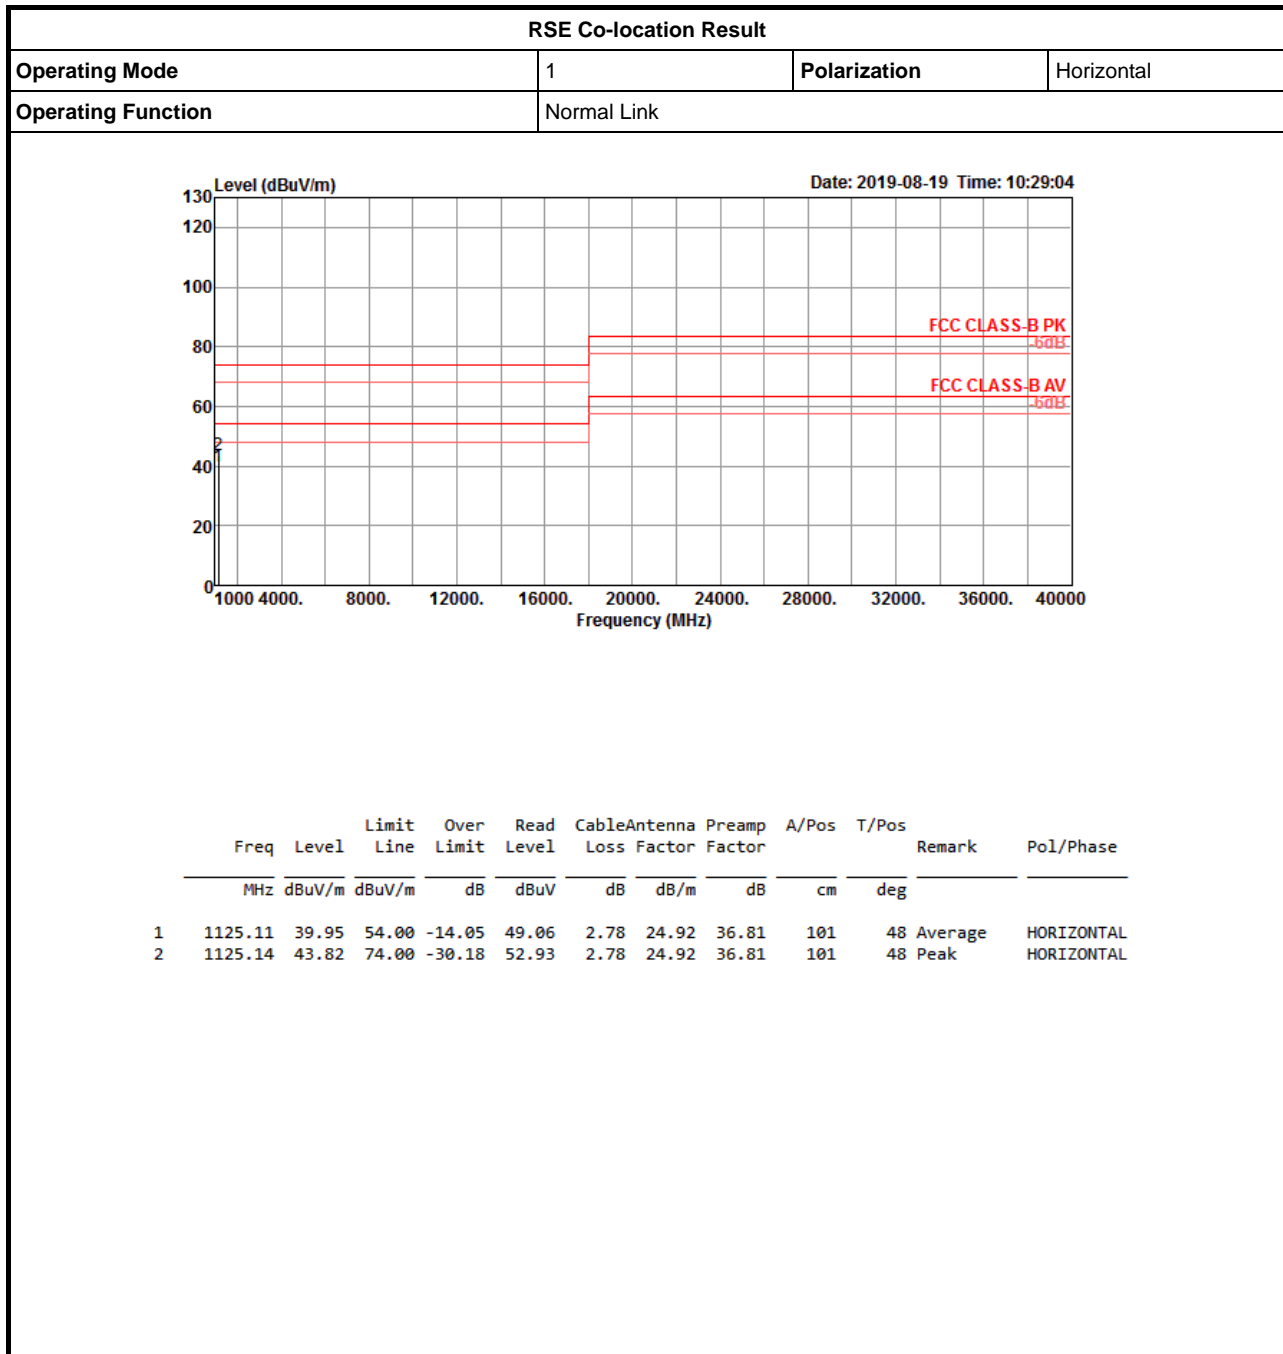 RSE Co-location Result
Operating Mode 1 Polarization Horizontal
Operating Function Normal Link
Level (dBuV/m) Date: 2019-08-19 Time: 10:29:04
130
120
100
FCC CLASS-B PK
80
-6dB
FCC CLASS-B AV
60
-6dB
2
1
40
20
0
1000 4000. 8000. 12000. 16000. 20000. 24000. 28000. 32000. 36000. 40000
Frequency (MHz)
Limit Over Read CableAntenna Preamp A/Pos T/Pos
Freq Level Line Limit Level Loss Factor Factor Remark Pol/Phase
MHz dBuV/m dBuV/m dB dBuV dB dB/m dB cm deg
1 1125.11 39.95 54.00 -14.05 49.06 2.78 24.92 36.81 101 48 Average HORIZONTAL
2 1125.14 43.82 74.00 -30.18 52.93 2.78 24.92 36.81 101 48 Peak HORIZONTAL